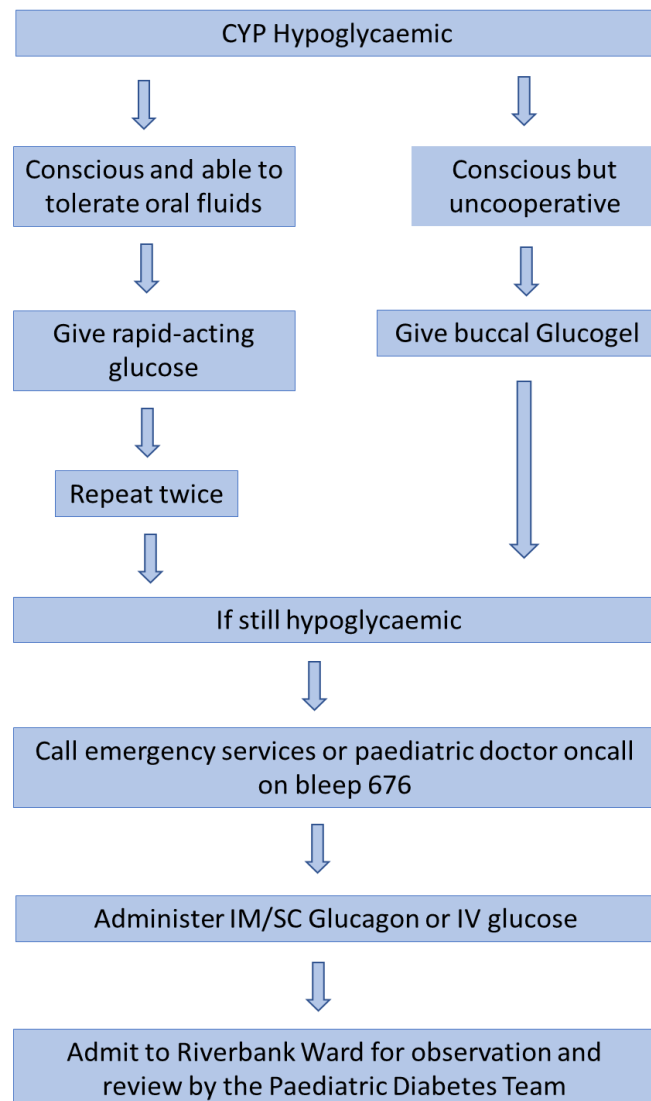 CYP Hypoglycaemic
Conscious and able to
tolerate oral fluids
Conscious but
uncooperative
Give rapid-acting
glucose
Give buccal Glucogel
Repeat twice
If still hypoglycaemic
Call emergency services or paediatric doctor oncall
on bleep 676
Administer IM/SC Glucagon or IV glucose
Admit to Riverbank Ward for observation and
review by the Paediatric Diabetes Team